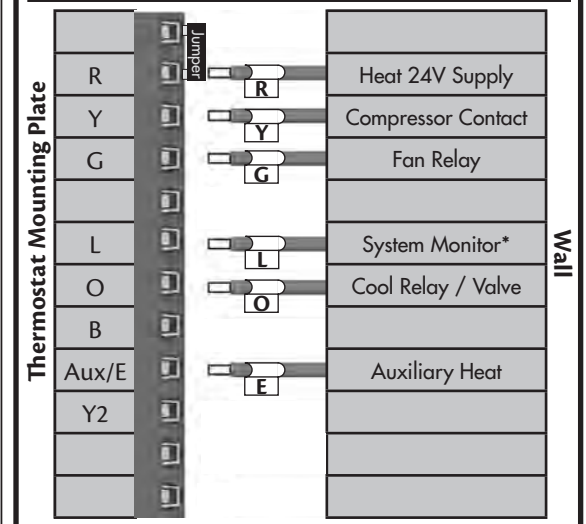 Jumper
Thermostat Mounting Plate
Wall
R R Heat 24V Supply
Y Y Compressor Contact
G G Fan Relay
L L System Monitor*
O O Cool Relay / Valve
B
Aux/E E Auxiliary Heat
Y2